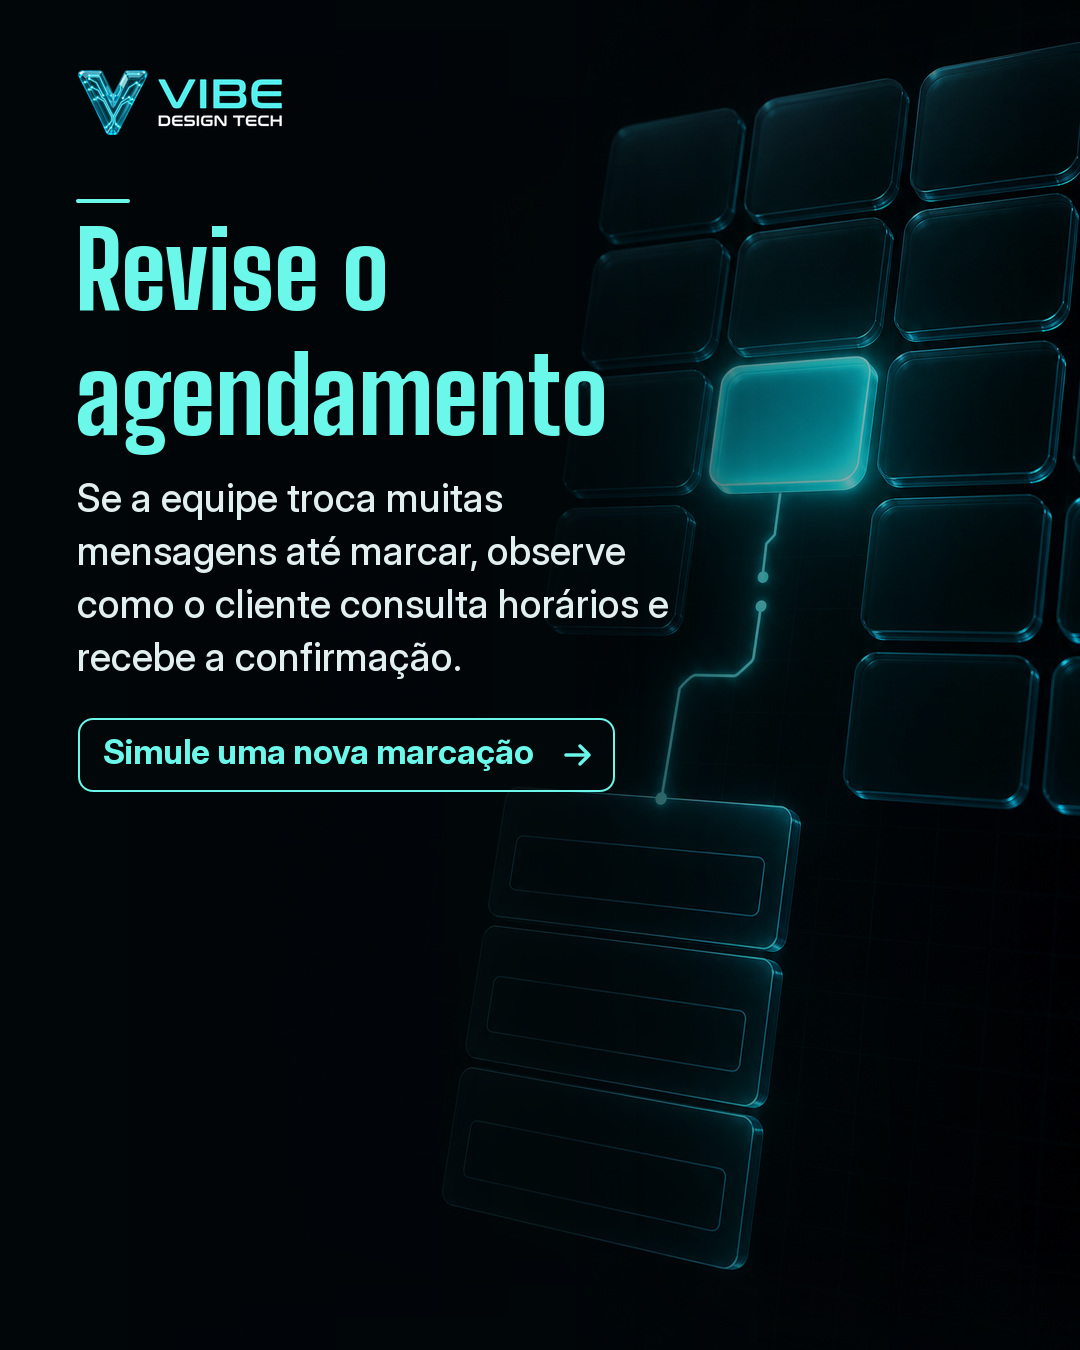 VIBE
DESIGN TECH
Revise o
agendamento
Se a equipe troca muitas
mensagens até marcar, observe
como o cliente consulta horários e
recebe a confirmação.
Simule uma nova marcação →